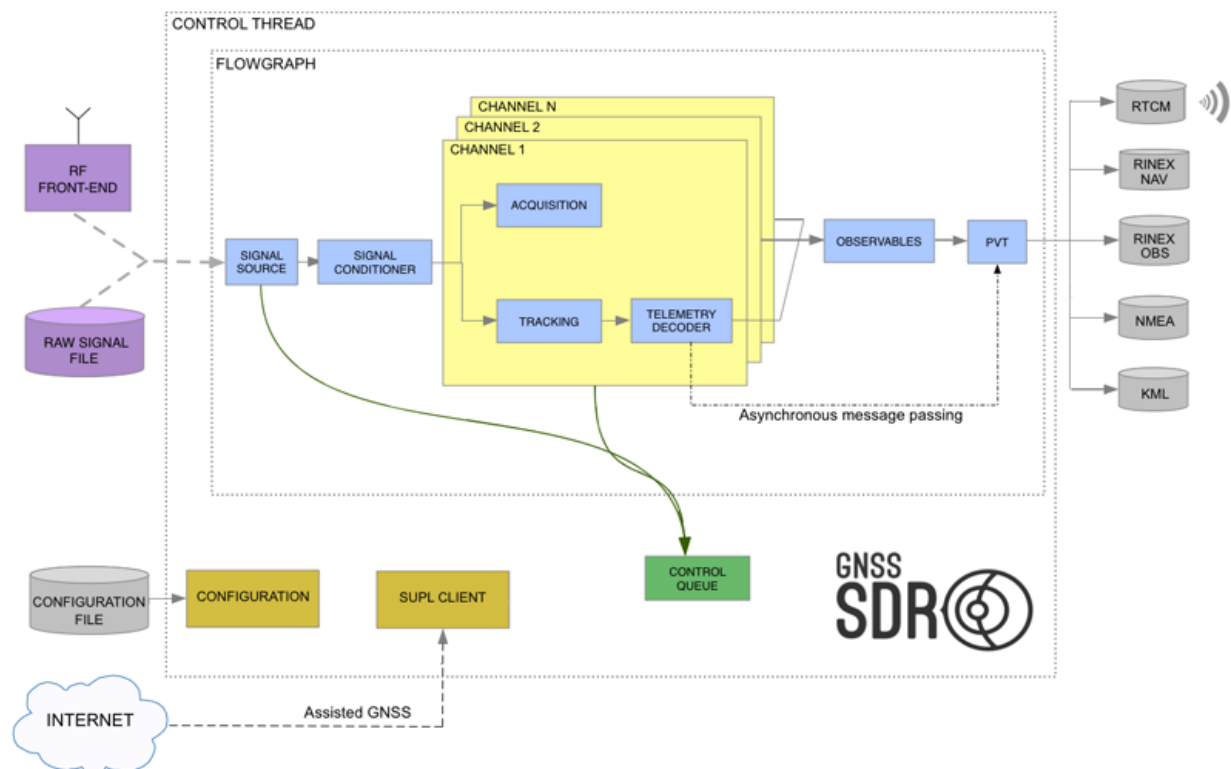 CONTROL THREAD
FLOWGRAPH
CHANNEL N
CHANNEL 2
CHANNEL 1
RF
FRONT-END
RAW SIGNAL
FILE
SIGNAL
SOURCE
SIGNAL
CONDITIONER
ACQUISITION
TRACKING
TELEMETRY
DECODER
OBSERVABLES
PVT
Asynchronous message passing
RTCM
RINEX
NAV
RINEX
OBS
NMEA
KML
CONFIGURATION
FILE
CONFIGURATION
SUPL CLIENT
CONTROL
QUEUE
GNSS
SDR
INTERNET
Assisted GNSS